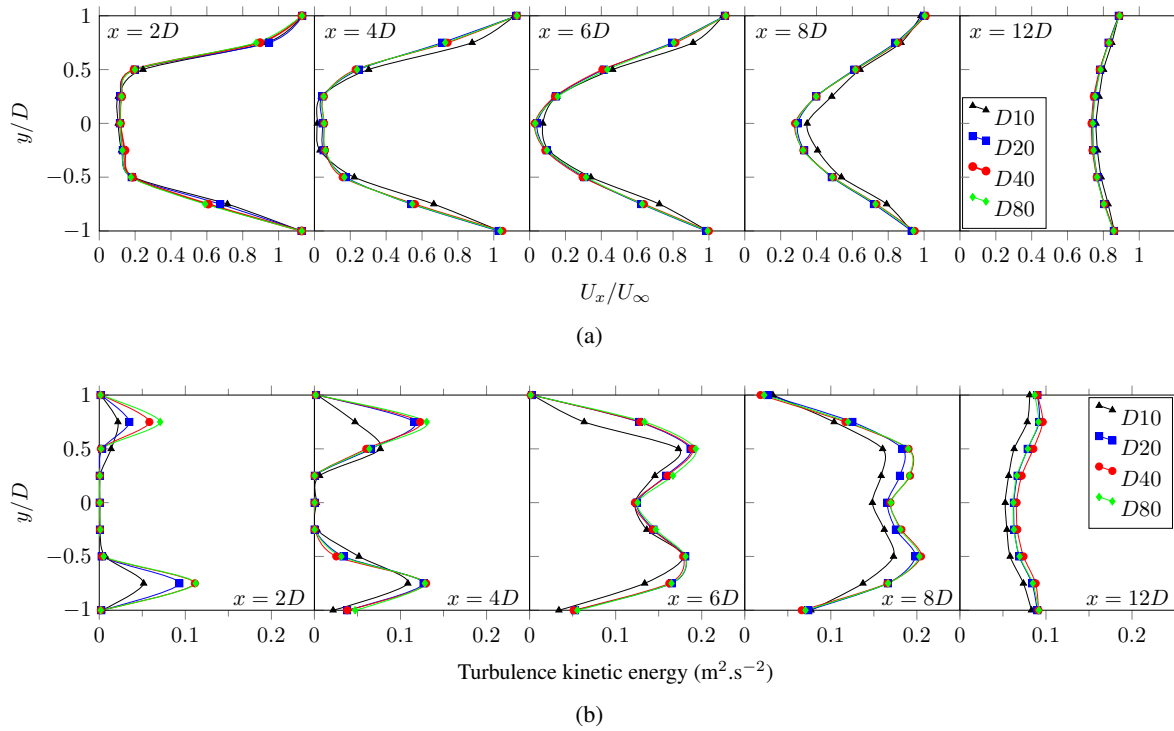 1
0.5
0
−0.5
−1
y/D
x = 2D
x = 4D
x = 6D
x = 8D
x = 12D
D10
D20
D40
D80
0 0.2 0.4 0.6 0.8 1
0 0.2 0.4 0.6 0.8 1
0 0.2 0.4 0.6 0.8 1
0 0.2 0.4 0.6 0.8 1
0 0.2 0.4 0.6 0.8 1
Uₓ/U∞
(a)
1
0.5
0
−0.5
−1
y/D
D10
D20
D40
D80
x = 2D
x = 4D
x = 6D
x = 8D
x = 12D
0 0.1
0 0.1 0.2
0 0.1 0.2
0 0.1 0.2
0 0.1 0.2
Turbulence kinetic energy (m².s⁻²)
(b)